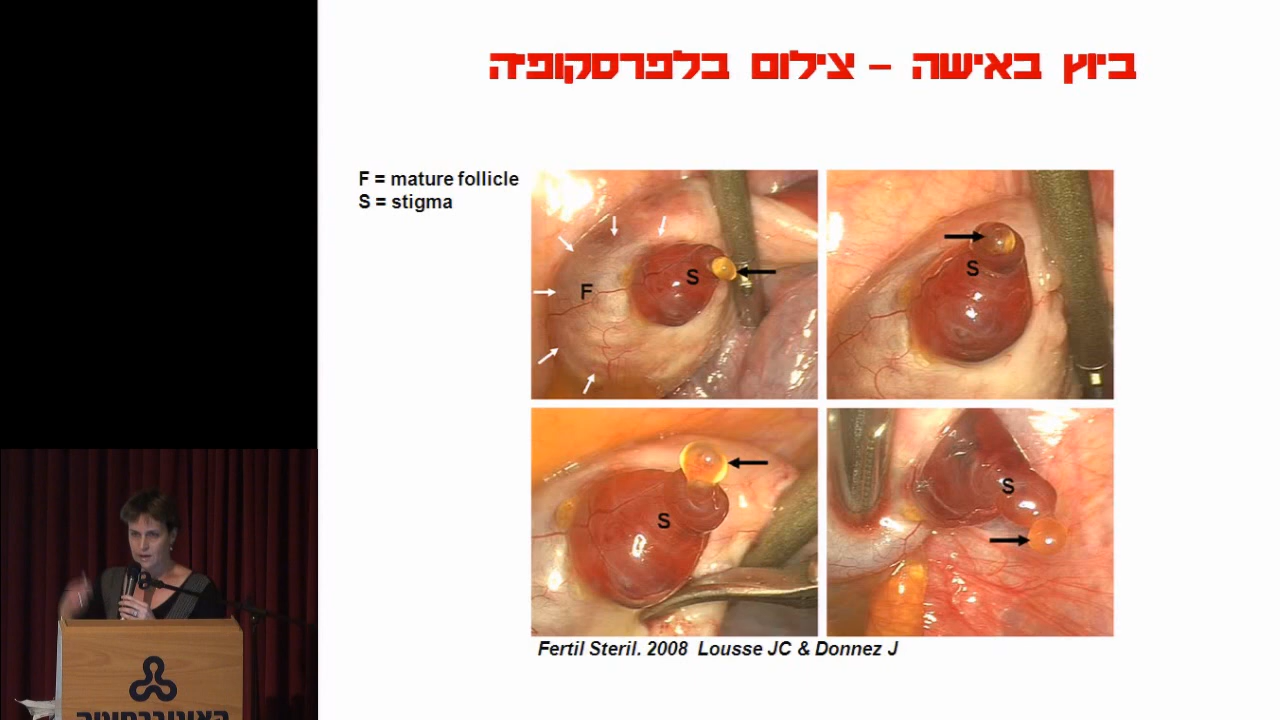 ביוץ באישה – צילום בלפרסקופיה
F = mature follicle
S = stigma
F
S
S
S
S
Fertil Steril. 2008 Lousse JC & Donnez J